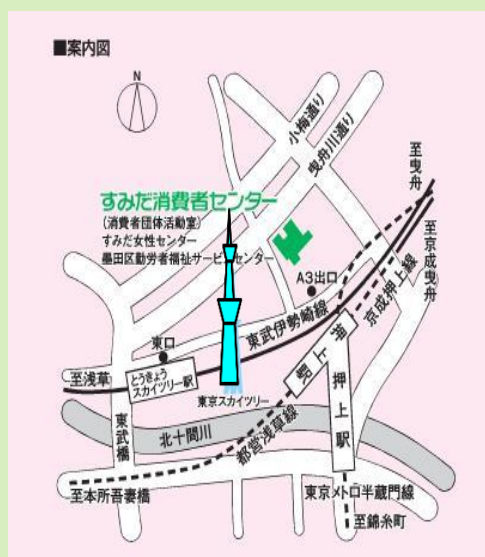 ■案内図
N
小梅通り
曳舟川通り
至曳舟
至京成曳舟
すみだ消費者センター
(消費者団体活動室)
すみだ女性センター
墨田区勤労者福祉サービスセンター
A3出口
京成押上線
東武伊勢崎線
東口
押上駅
押上駅
至浅草
とうきょう
スカイツリー駅
東京スカイツリー
東武橋
北十間川
都営浅草線
至本所吾妻橋
東京メトロ半蔵門線
至錦糸町